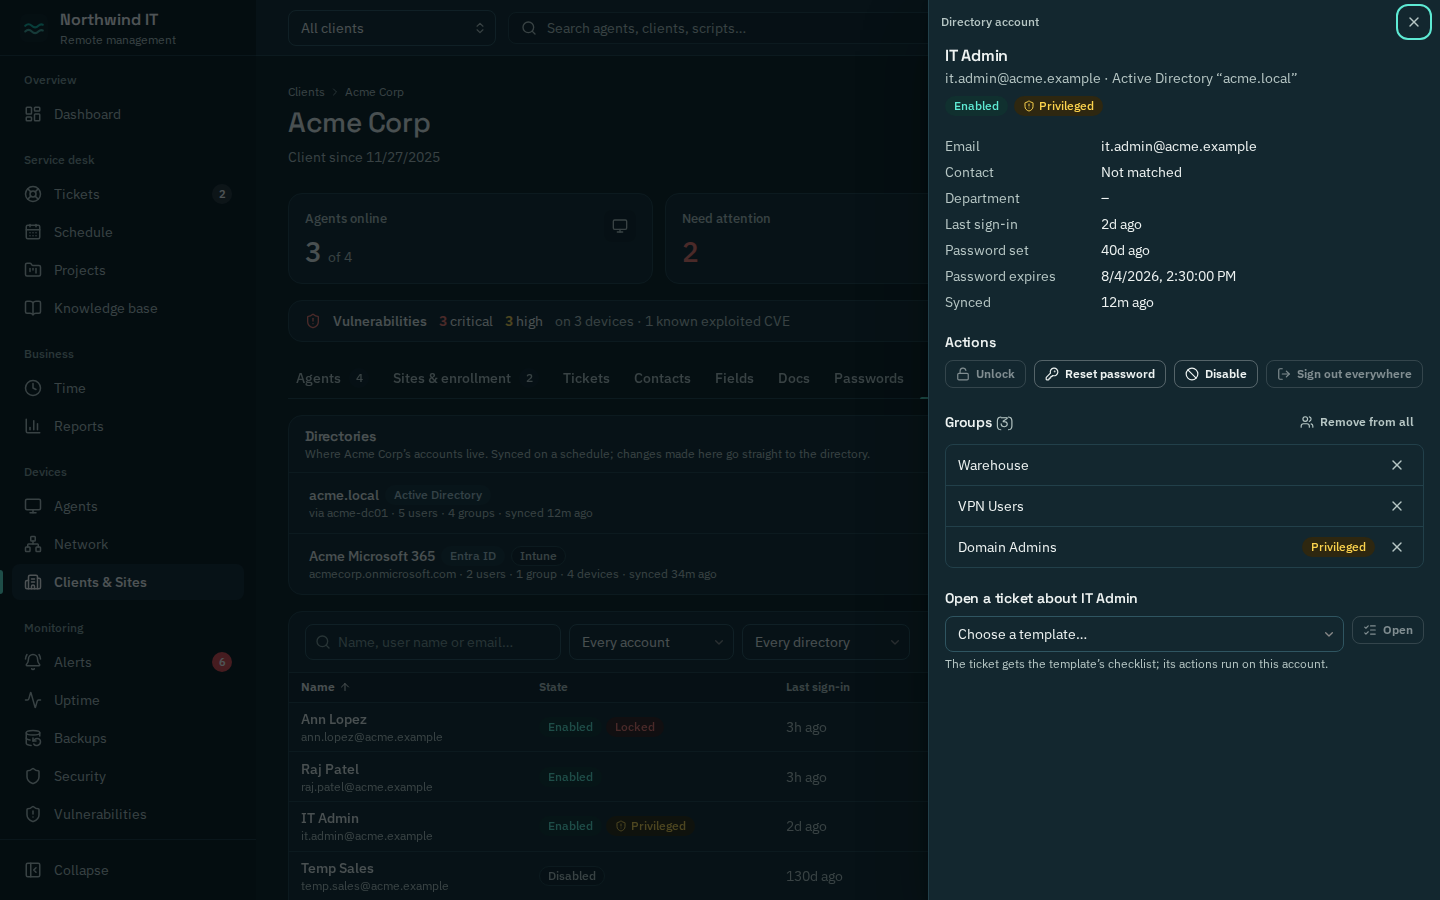 Northwind IT
Remote management
Overview
Dashboard
Service desk
Tickets 2
Schedule
Projects
Knowledge base
Business
Time
Reports
Devices
Agents
Network
Clients & Sites
Monitoring
Alerts 6
Uptime
Backups
Security
Vulnerabilities
Collapse
All clients
Search agents, clients, scripts...
Clients › Acme Corp
Acme Corp
Client since 11/27/2025
Agents online
3 of 4
Need attention
2
Vulnerabilities 3 critical 3 high on 3 devices · 1 known exploited CVE
Agents 4 Sites & enrollment 2 Tickets Contacts Fields Docs Passwords
Directories
Where Acme Corp's accounts live. Synced on a schedule; changes made here go straight to the directory.
acme.local Active Directory
via acme-dc01 · 5 users · 4 groups · synced 12m ago
Acme Microsoft 365 Entra ID Intune
acmecorp.onmicrosoft.com · 2 users · 1 group · 4 devices · synced 34m ago
Name, user name or email... Every account Every directory
Name ↑ State Last sign-in
Ann Lopez
ann.lopez@acme.example
Enabled Locked 3h ago
Raj Patel
raj.patel@acme.example
Enabled 3h ago
IT Admin
it.admin@acme.example
Enabled Privileged 2d ago
Temp Sales
temp.sales@acme.example
Disabled 130d ago
Directory account
IT Admin
it.admin@acme.example · Active Directory “acme.local”
Enabled Privileged
Email it.admin@acme.example
Contact Not matched
Department –
Last sign-in 2d ago
Password set 40d ago
Password expires 8/4/2026, 2:30:00 PM
Synced 12m ago
Actions
Unlock Reset password Disable Sign out everywhere
Groups (3) Remove from all
Warehouse
VPN Users
Domain Admins Privileged
Open a ticket about IT Admin
Choose a template... Open
The ticket gets the template's checklist; its actions run on this account.